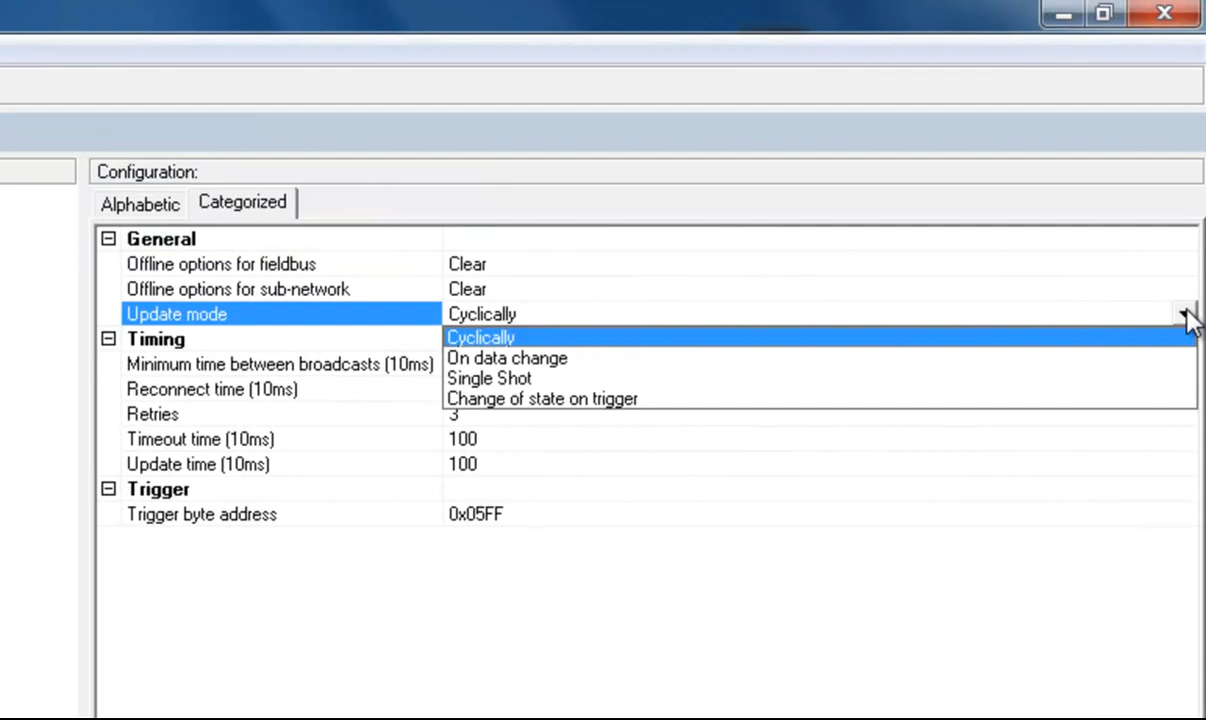 Configuration:
Alphabetic Categorized
General
Offline options for fieldbus Clear
Offline options for sub-network Clear
Update mode Cyclically
Timing Cyclically
On data change
Minimum time between broadcasts (10ms)
Reconnect time (10ms) Single Shot
Change of state on trigger
Retries 3
Timeout time (10ms) 100
Update time (10ms) 100
Trigger
Trigger byte address 0x05FF